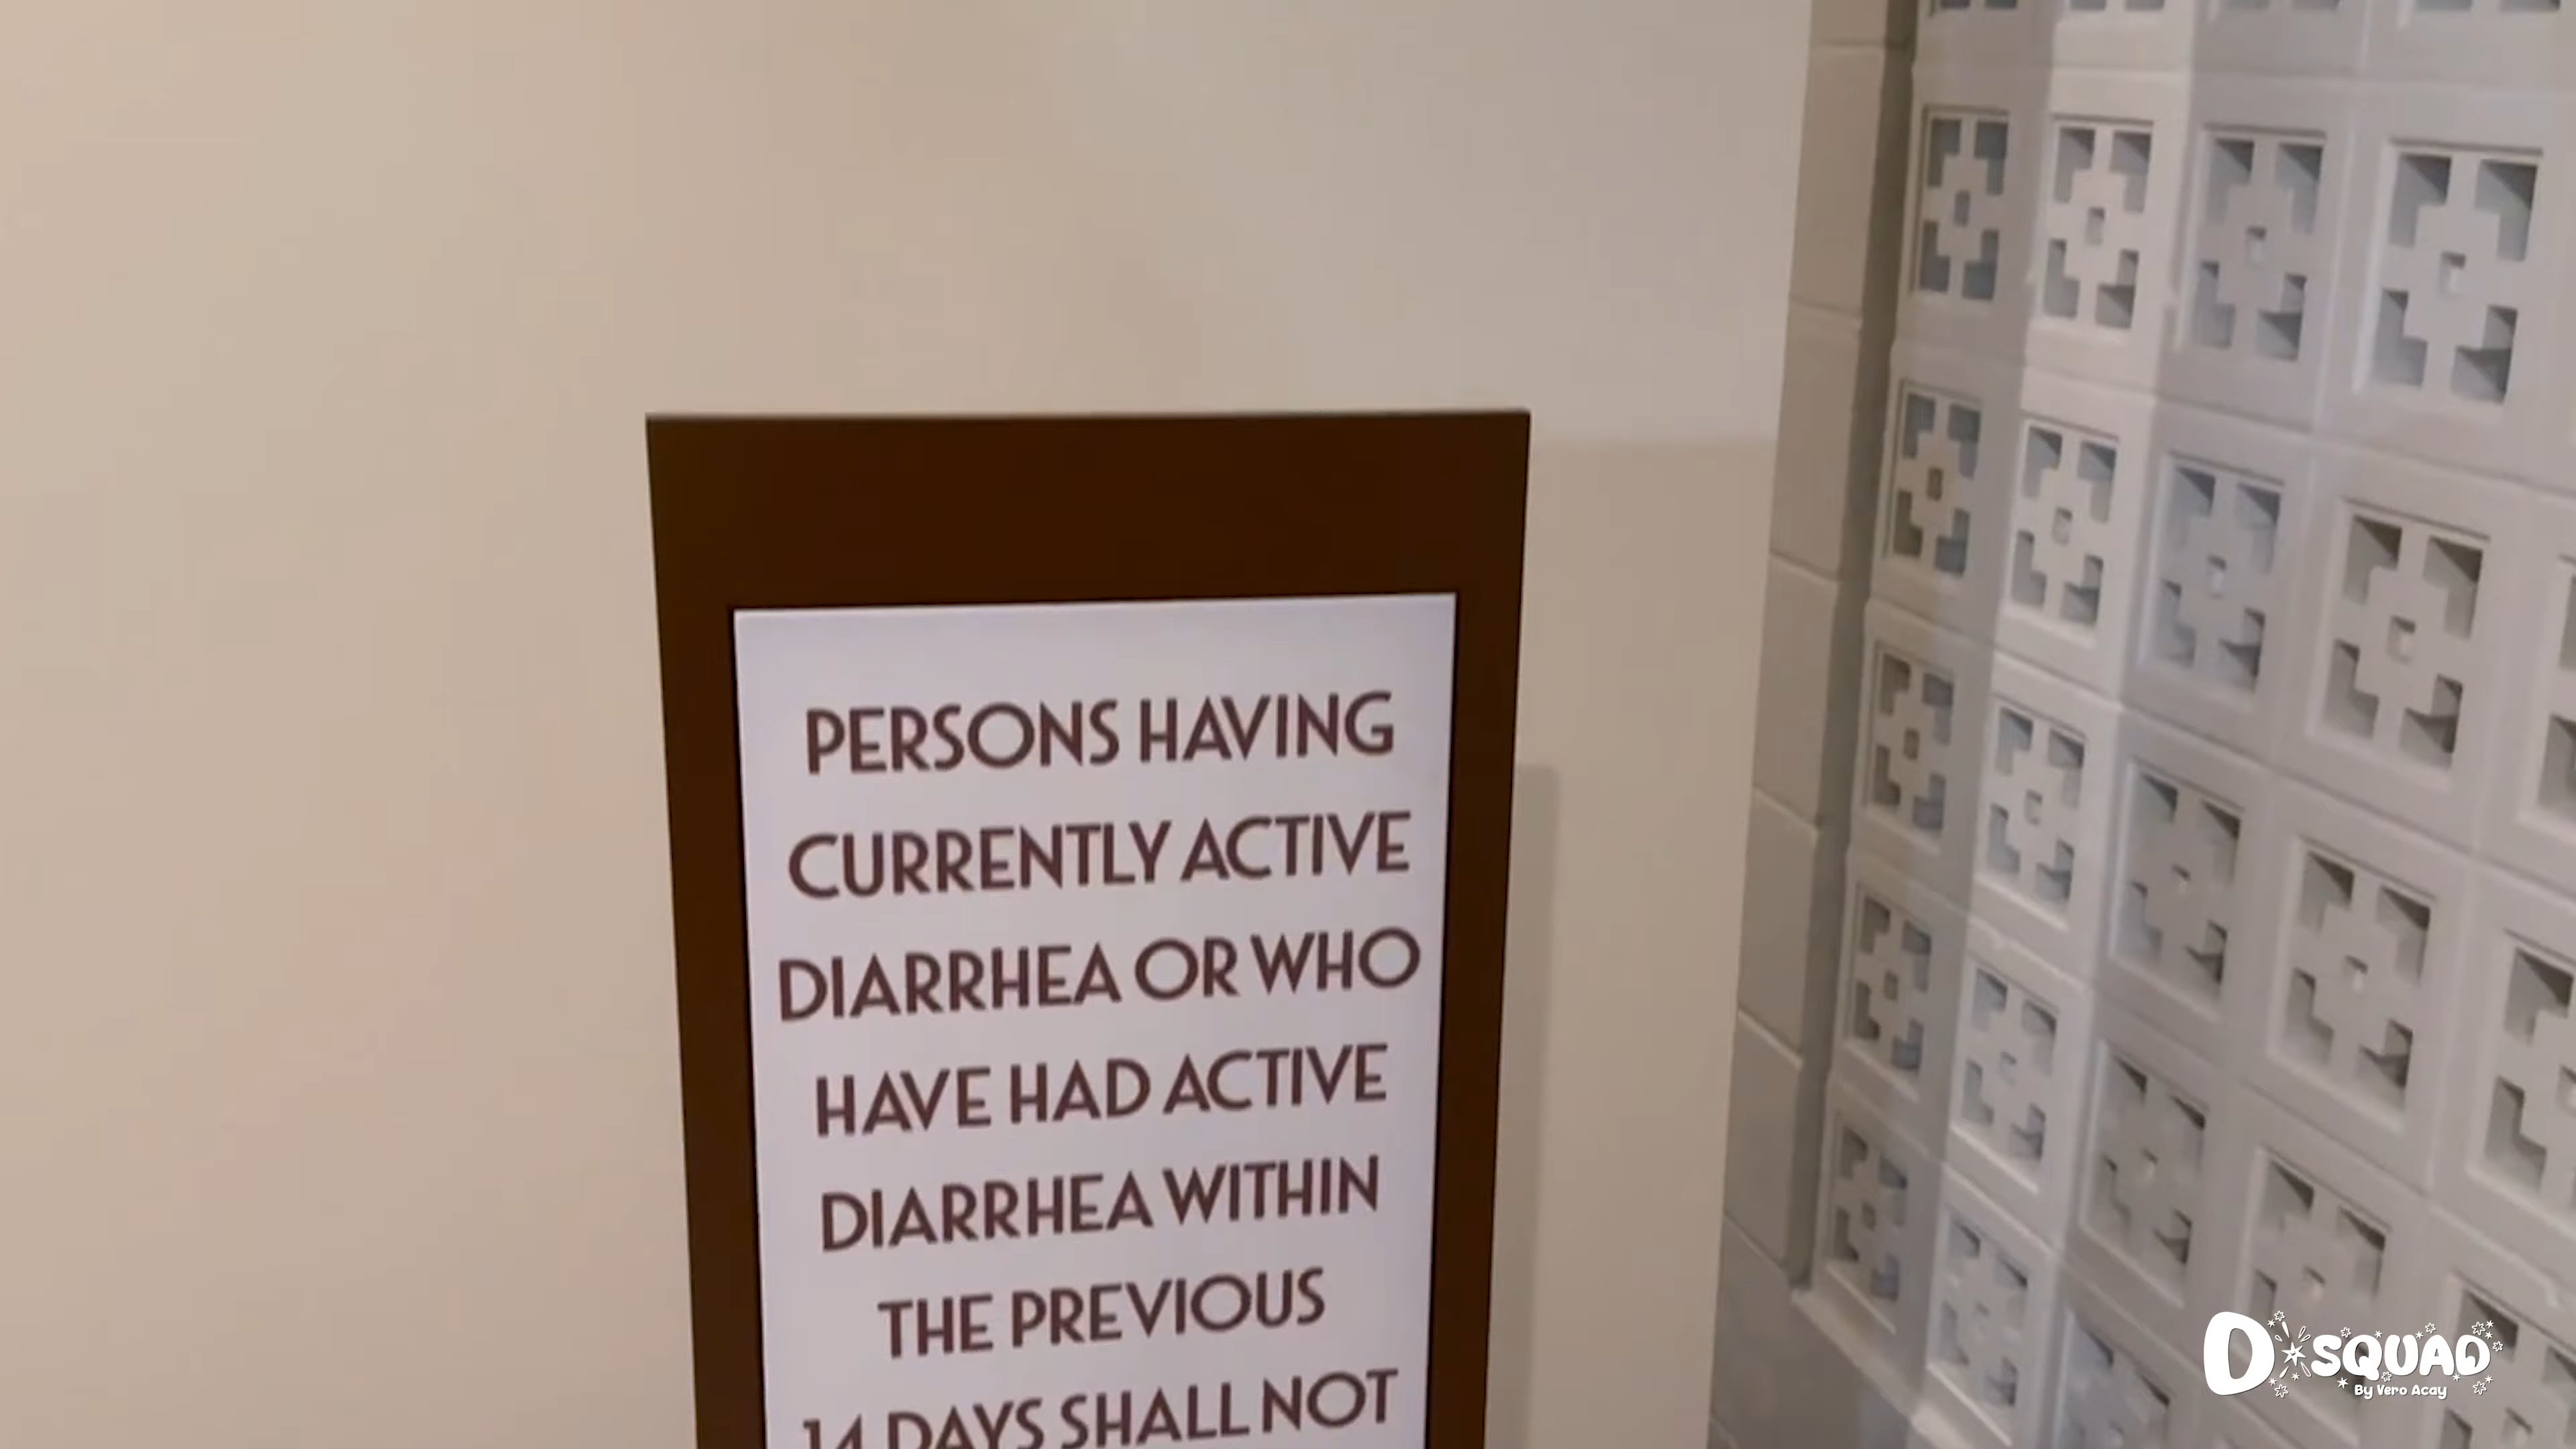 PERSONS HAVING
CURRENTLY ACTIVE
DIARRHEA OR WHO
HAVE HAD ACTIVE
DIARRHEA WITHIN
THE PREVIOUS
14 DAYS SHALL NOT
D SQUAD
By Vero Acay